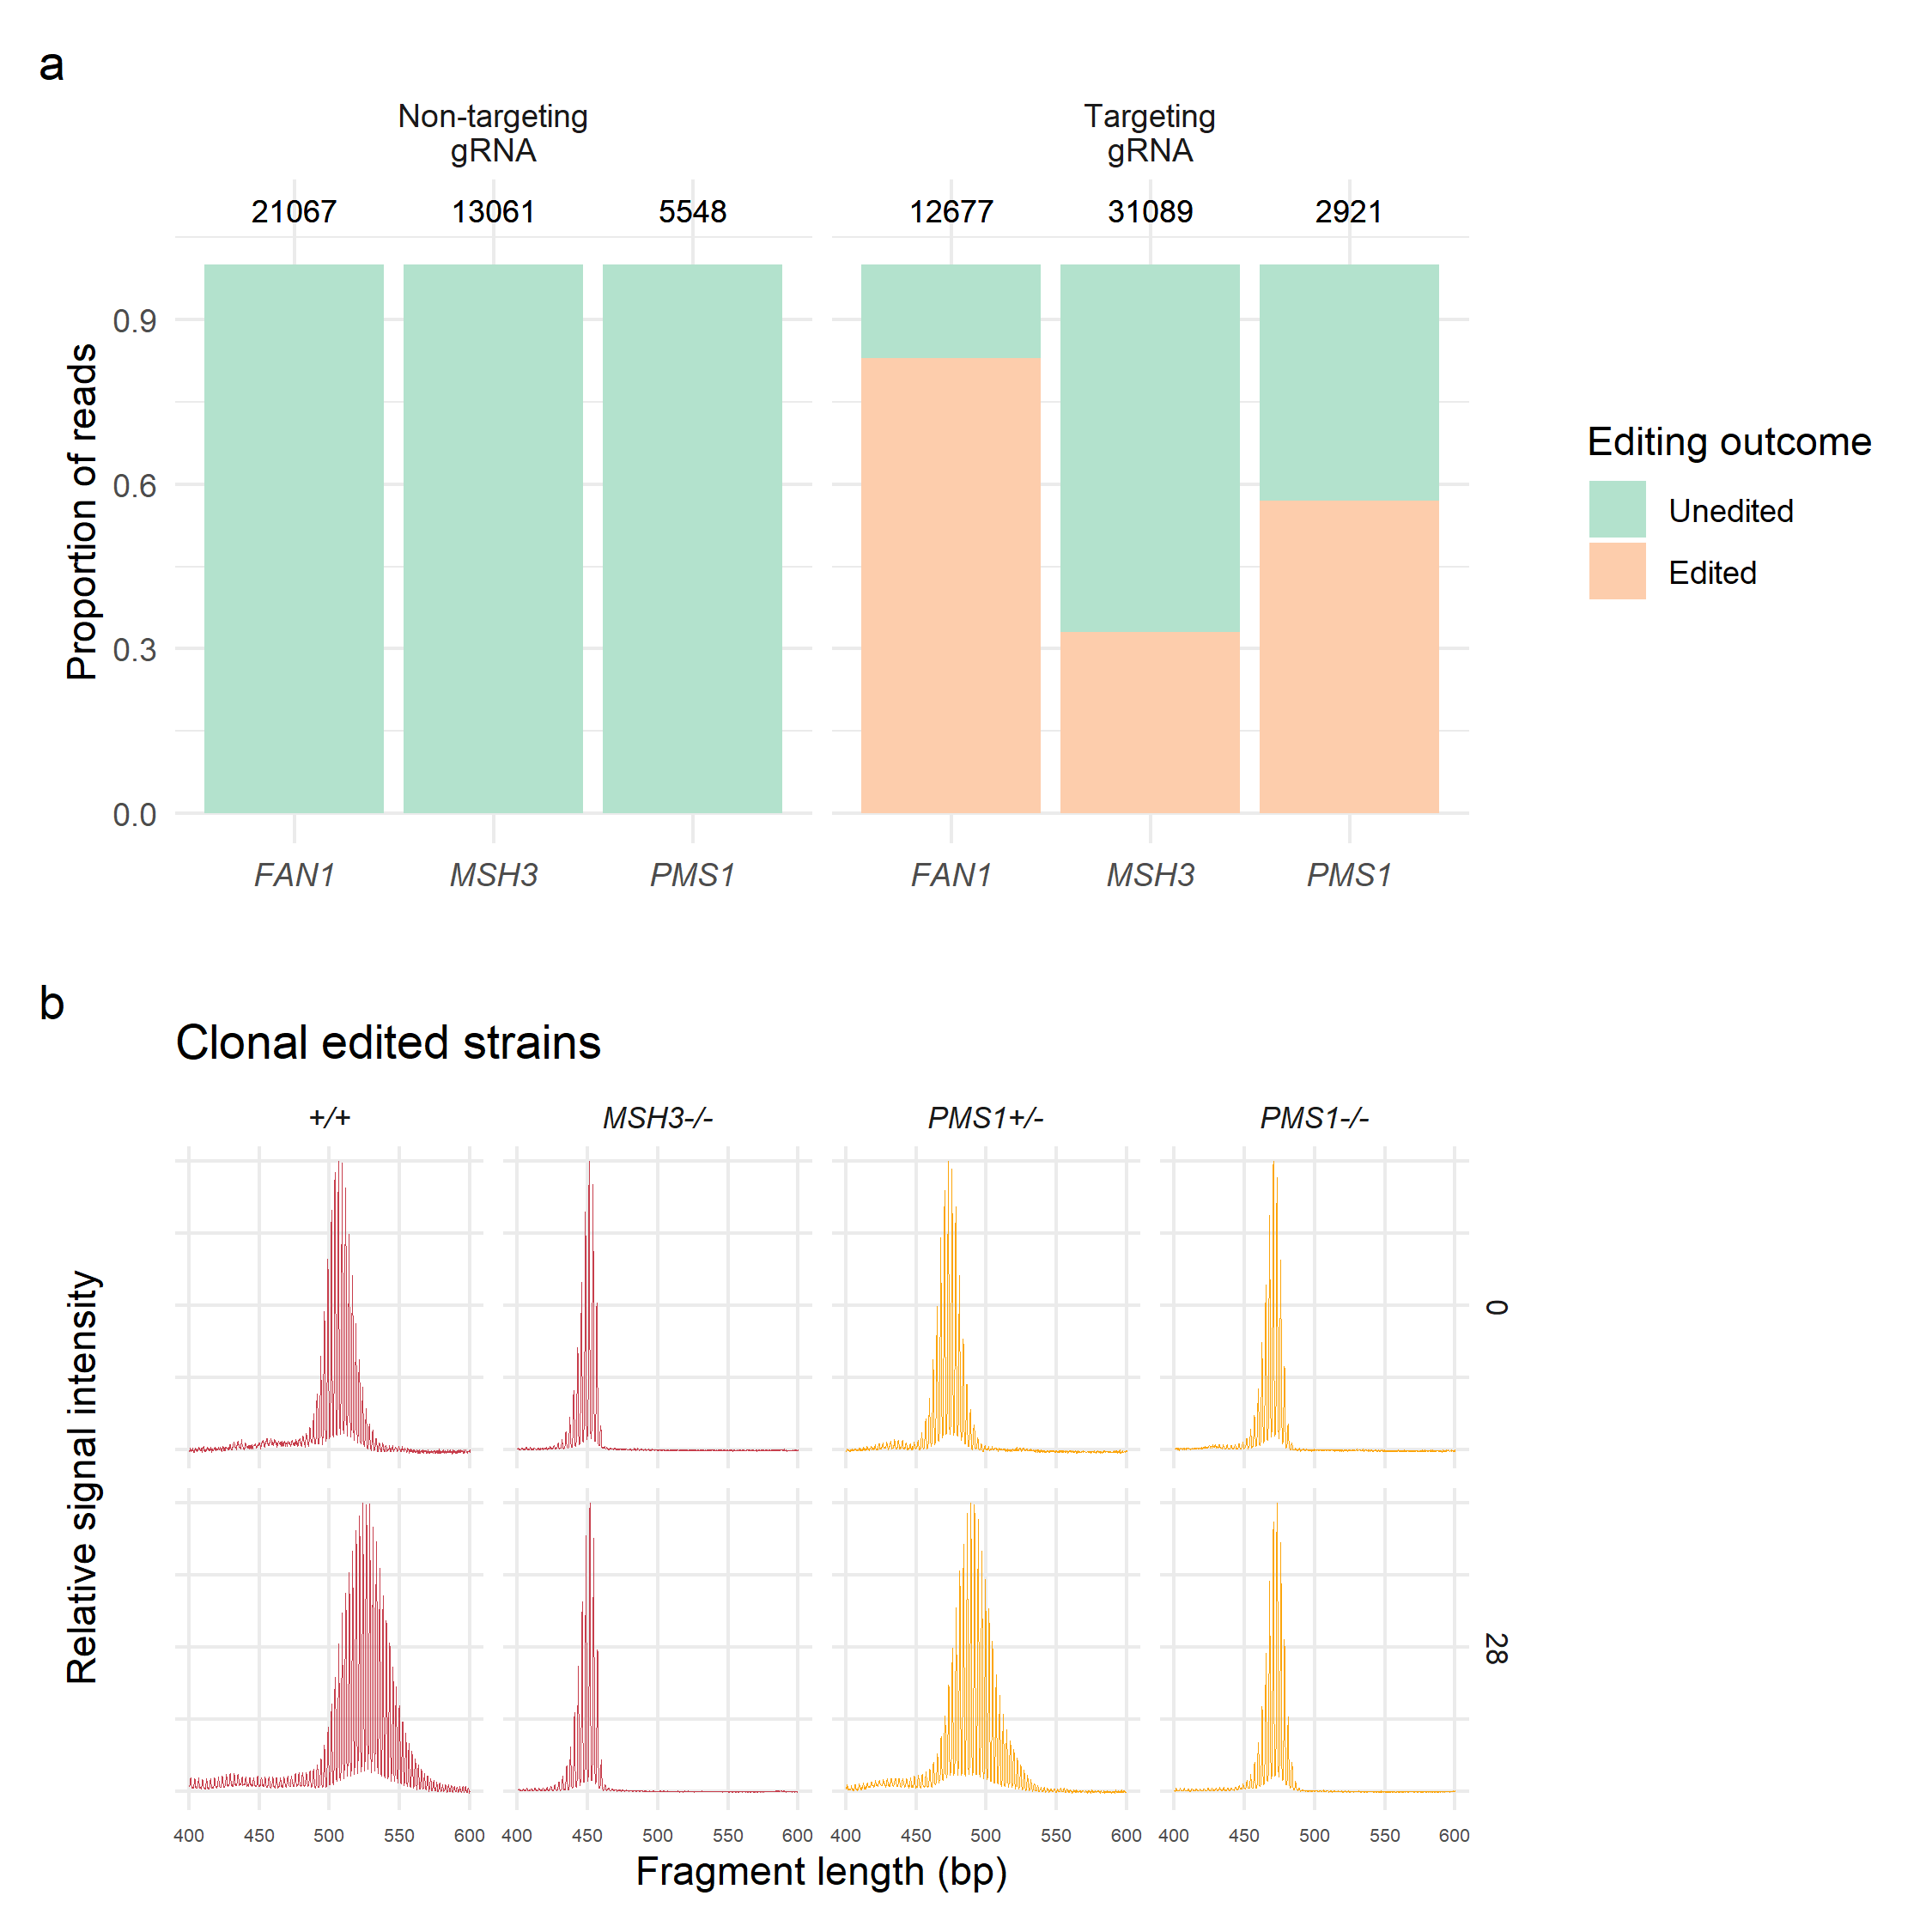 a
Non-targeting
gRNA
Targeting
gRNA
21067 13061 5548 12677 31089 2921
Proportion of reads
0.9
0.6
0.3
0.0
FAN1 MSH3 PMS1 FAN1 MSH3 PMS1
Editing outcome
Unedited
Edited
b
Clonal edited strains
+/+ MSH3-/- PMS1+/- PMS1-/-
Relative signal intensity
0
28
400 450 500 550 600 400 450 500 550 600 400 450 500 550 600 400 450 500 550 600
Fragment length (bp)